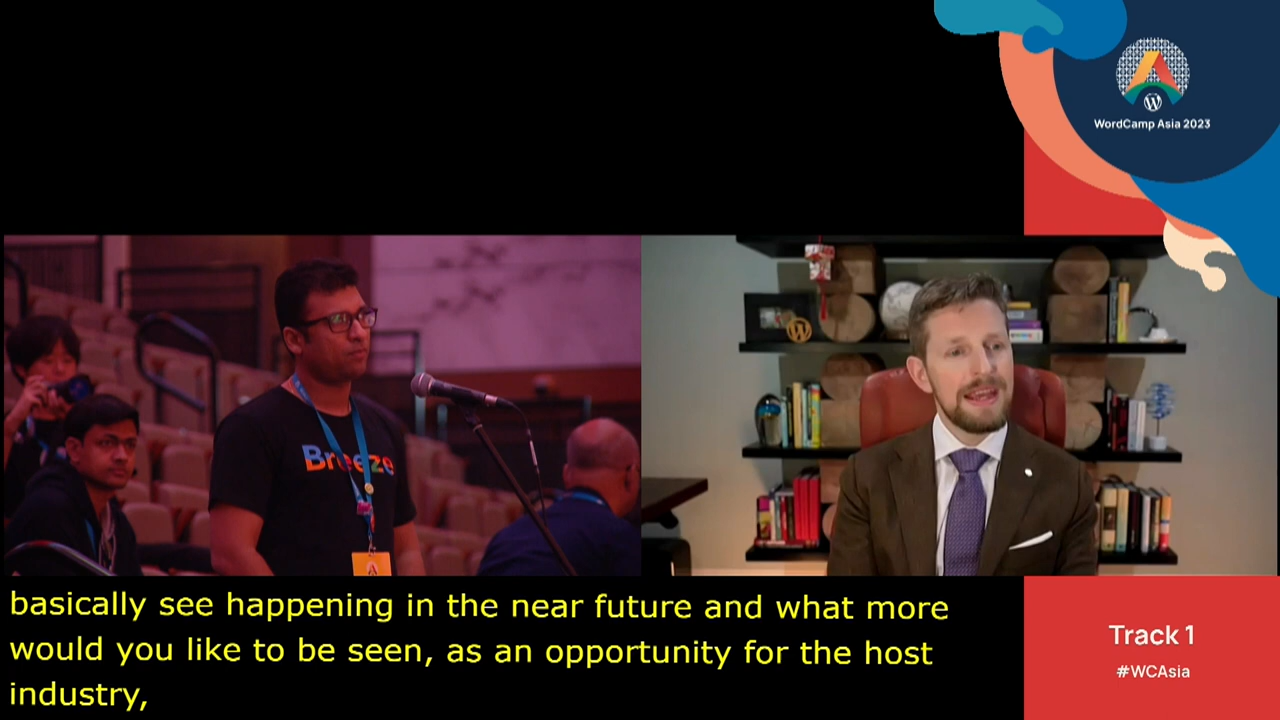 WordCamp Asia 2023
Breeze
basically see happening in the near future and what more
would you like to be seen, as an opportunity for the host
industry,
Track 1
#WCAsia